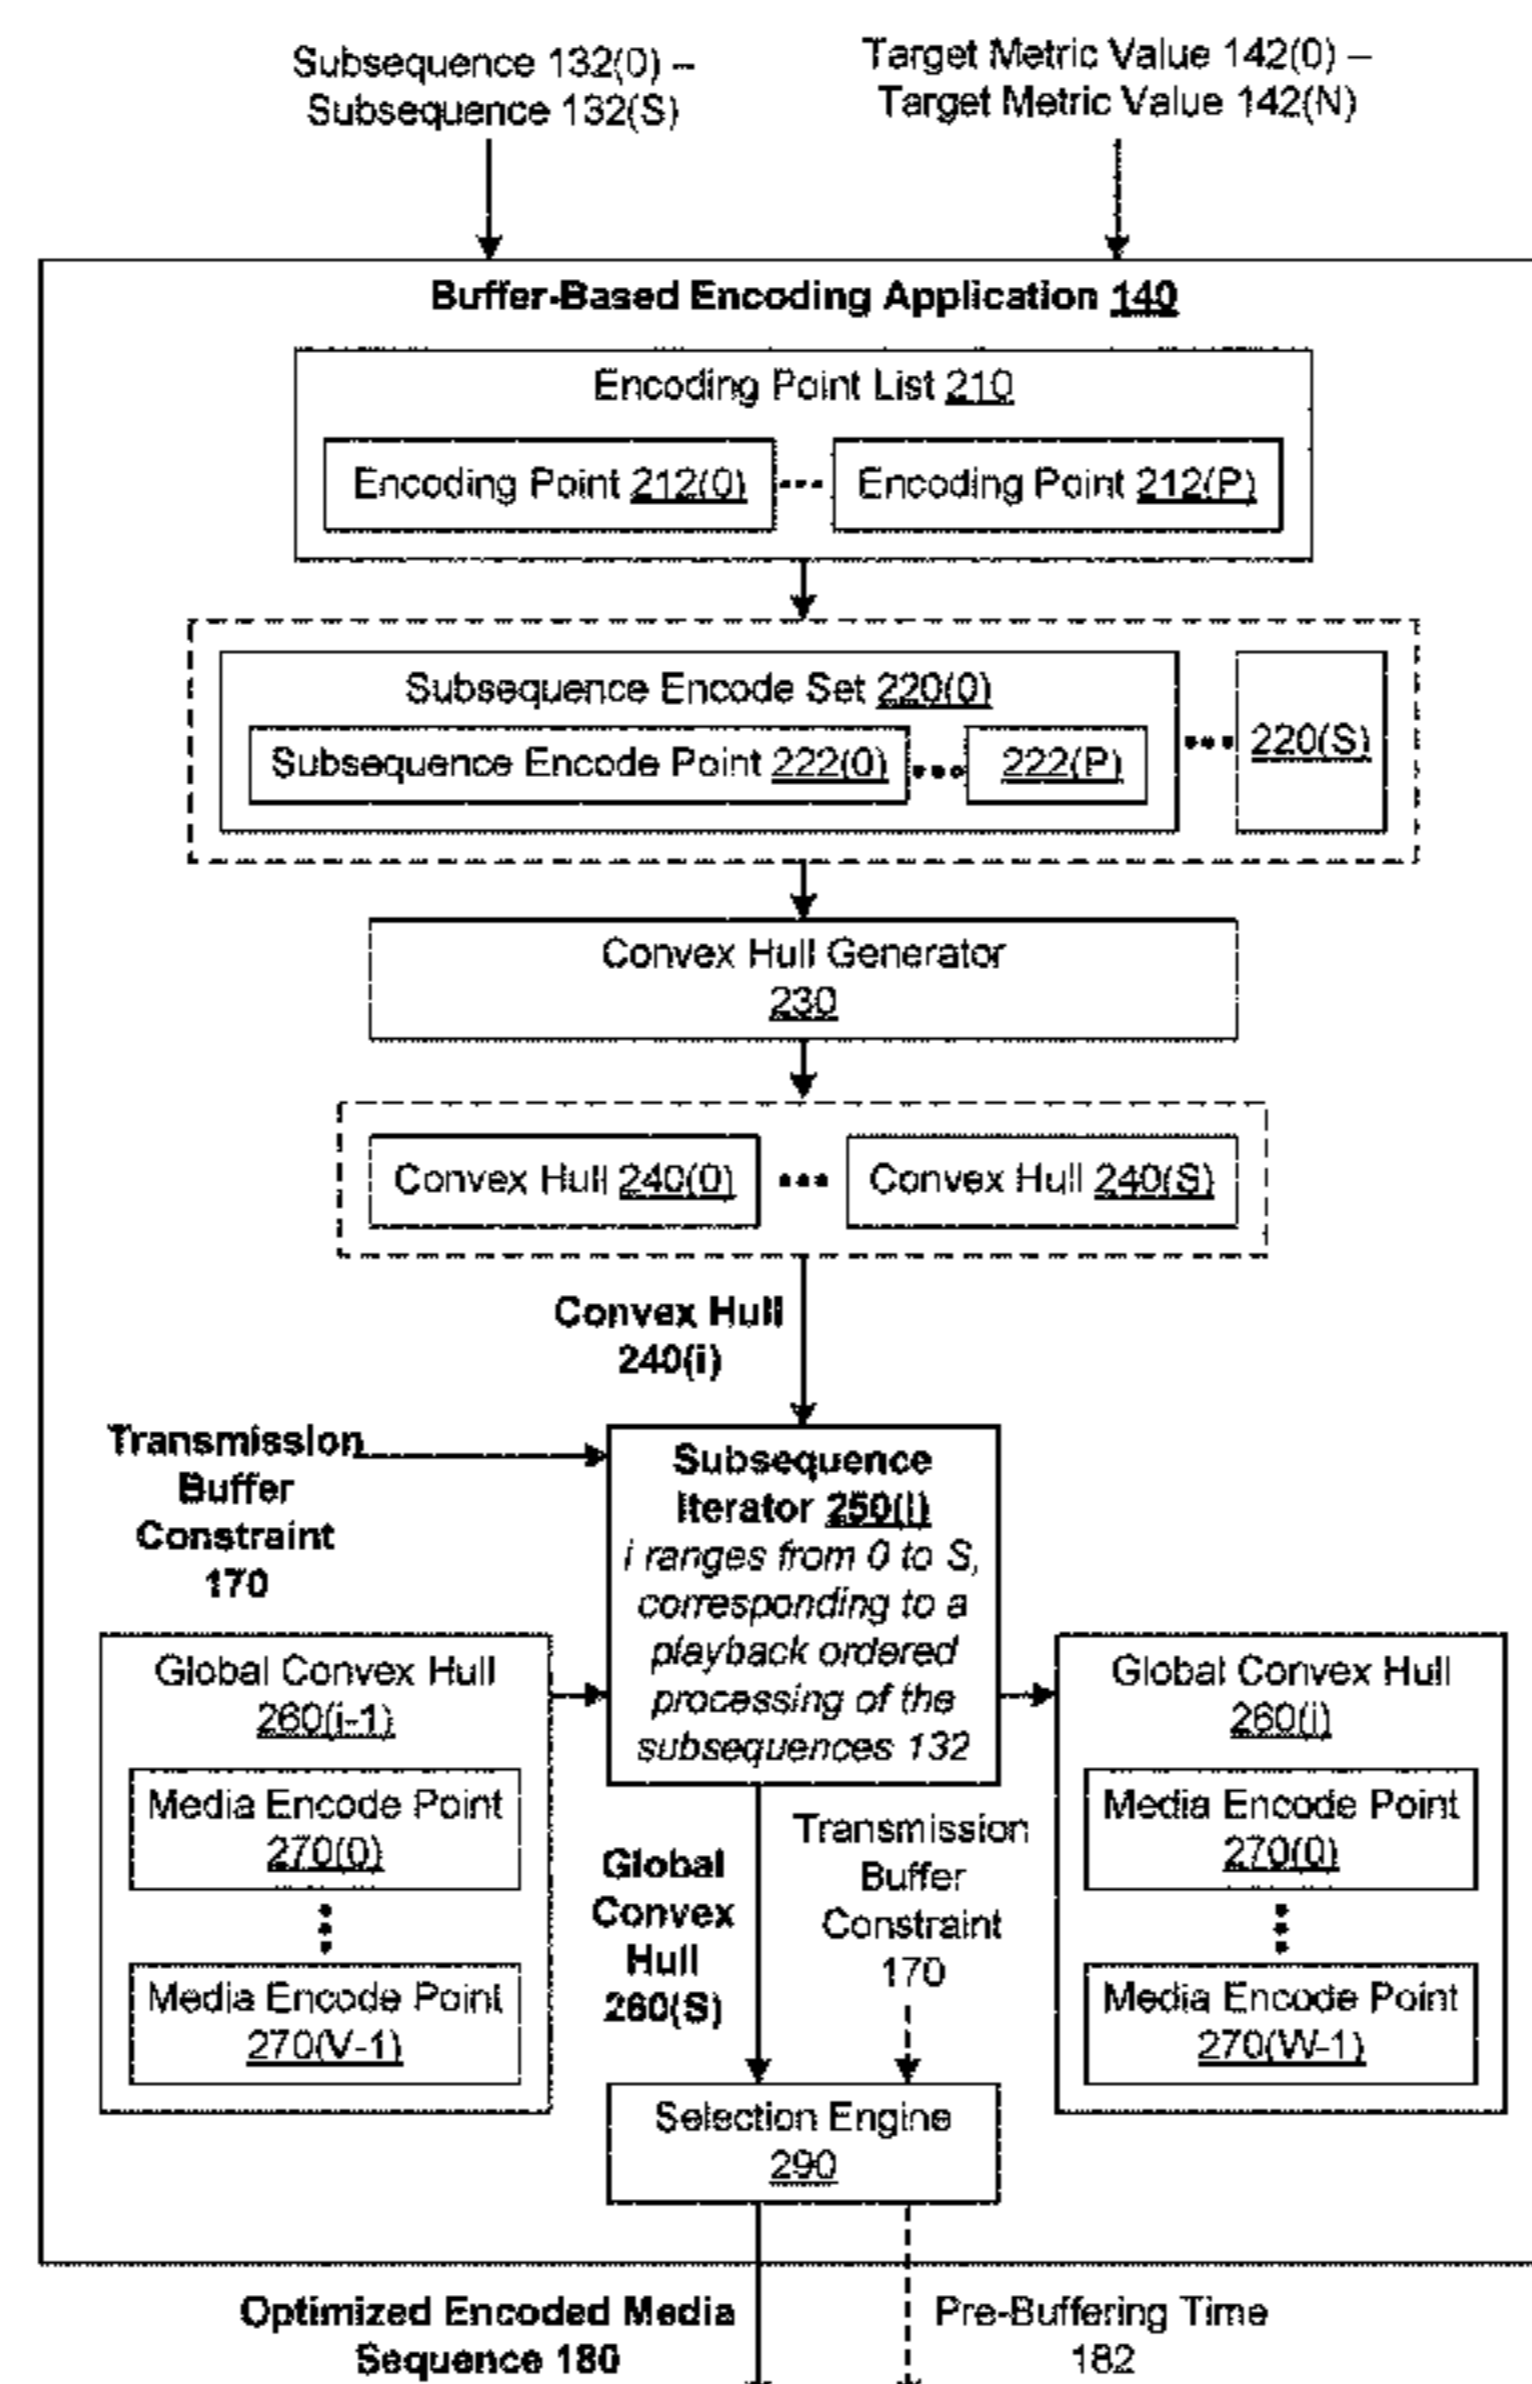 Subsequence 132(0) –
Subsequence 132(S)
Target Metric Value 142(0) –
Target Metric Value 142(N)
Buffer-Based Encoding Application 140
Encoding Point List 210
Encoding Point 212(0) ••• Encoding Point 212(P)
Subsequence Encode Set 220(0)
Subsequence Encode Point 222(0) ••• 222(P)
••• 220(S)
Convex Hull Generator
230
Convex Hull 240(0) ••• Convex Hull 240(S)
Convex Hull
240(i)
Transmission
Buffer
Constraint
170
Subsequence
Iterator 250(i)
i ranges from 0 to S,
corresponding to a
playback ordered
processing of the
subsequences 132
Global Convex Hull
260(i-1)
Media Encode Point
270(0)
Media Encode Point
270(V-1)
Global Convex Hull
260(i)
Media Encode Point
270(0)
Media Encode Point
270(W-1)
Global
Convex
Hull
260(S)
Transmission
Buffer
Constraint
170
Selection Engine
290
Optimized Encoded Media
Sequence 180
Pre-Buffering Time
182